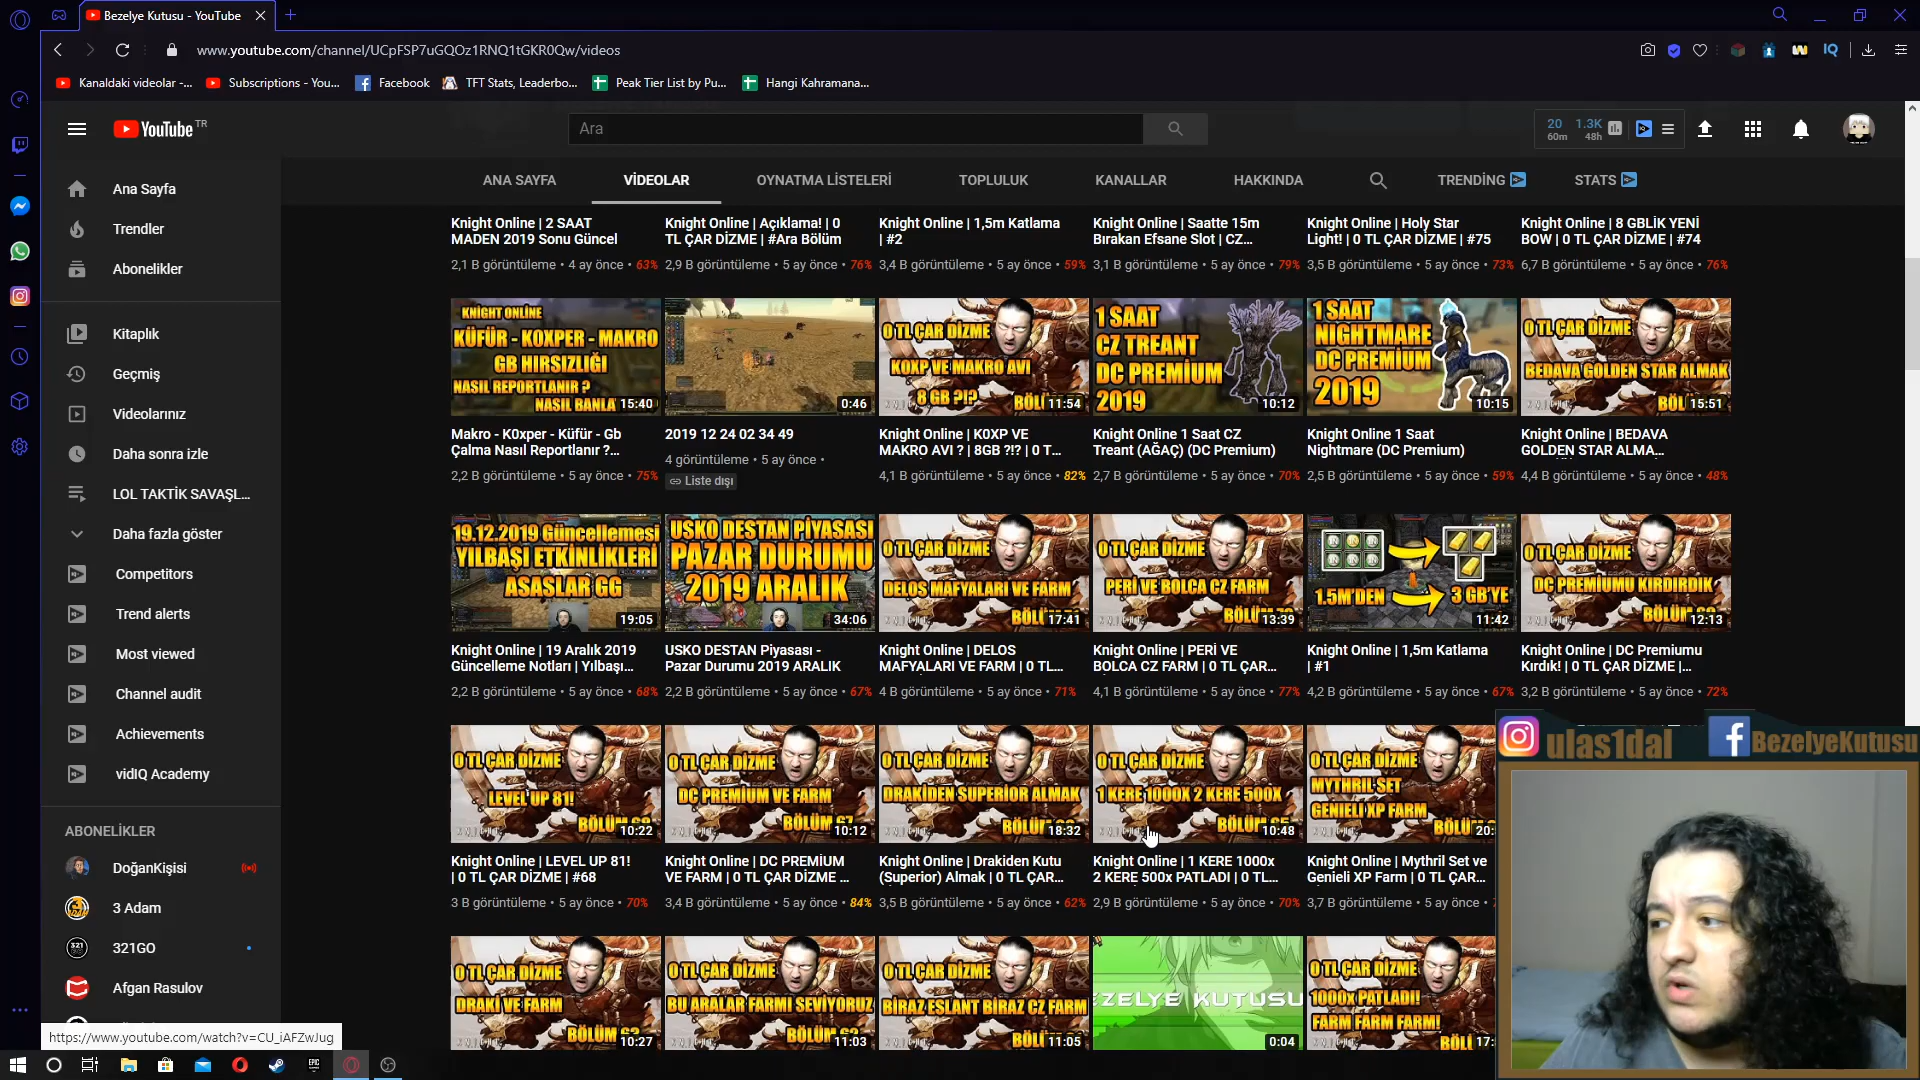 Bezelye Kutusu - YouTube
www.youtube.com/channel/UCpFSP7uGQOz1RNQ1tGKR0Qw/videos
Kanaldaki videolar -...
Subscriptions - You...
Facebook
TFT Stats, Leaderbo...
Peak Tier List by Pu...
Hangi Kahramana...
YouTube TR
Ara
20 60m
1.3K 48h
Ana Sayfa
Trendler
Abonelikler
Kitaplık
Geçmiş
Videolarınız
Daha sonra izle
LOL TAKTİK SAVAŞL...
Daha fazla göster
Competitors
Trend alerts
Most viewed
Channel audit
Achievements
vidIQ Academy
ABONELİKLER
DoğanKişisi
3 Adam
321GO
Afgan Rasulov
https://www.youtube.com/watch?v=CU_iAFZwJug
ANA SAYFA
VİDEOLAR
OYNATMA LİSTELERİ
TOPLULUK
KANALLAR
HAKKINDA
TRENDING
STATS
Knight Online | 2 SAAT
MADEN 2019 Sonu Güncel
2,1 B görüntüleme • 4 ay önce • 63%
Knight Online | Açıklama! | 0
TL ÇAR DİZME | #Ara Bölüm
2,9 B görüntüleme • 5 ay önce • 76%
Knight Online | 1,5m Katlama
| #2
3,4 B görüntüleme • 5 ay önce • 59%
Knight Online | Saatte 15m
Bırakan Efsane Slot | CZ...
3,1 B görüntüleme • 5 ay önce • 79%
Knight Online | Holy Star
Light! | 0 TL ÇAR DİZME | #75
3,5 B görüntüleme • 5 ay önce • 73%
Knight Online | 8 GBLİK YENİ
BOW | 0 TL ÇAR DİZME | #74
6,7 B görüntüleme • 5 ay önce • 76%
KNİGHT ONLİNE
KÜFÜR - KOXPER - MAKRO
GB HIRSIZLIĞI
NASIL REPORTLANIR ?
NASIL BANLA
15:40
Makro - K0xper - Küfür - Gb
Çalma Nasıl Reportlanır ?...
2,2 B görüntüleme • 5 ay önce • 75%
0:46
2019 12 24 02 34 49
4 görüntüleme • 5 ay önce •
Liste dışı
0 TL ÇAR DİZME
KOXP VE MAKRO AVI
8 GB ?!?
BÖLÜ
11:54
Knight Online | K0XP VE
MAKRO AVI ? | 8GB ?!? | 0 T...
4,1 B görüntüleme • 5 ay önce • 82%
1 SAAT
CZ TREANT
DC PREMİUM
2019
10:12
Knight Online 1 Saat CZ
Treant (AĞAÇ) (DC Premium)
2,7 B görüntüleme • 5 ay önce • 70%
1 SAAT
NIGHTMARE
DC PREMİUM
2019
10:15
Knight Online 1 Saat
Nightmare (DC Premium)
2,5 B görüntüleme • 5 ay önce • 59%
0 TL ÇAR DİZME
BEDAVA GOLDEN STAR ALMAK
BÖL
15:51
Knight Online | BEDAVA
GOLDEN STAR ALMA...
4,4 B görüntüleme • 5 ay önce • 48%
19.12.2019 Güncellemesi
YILBAŞI ETKİNLİKLERİ
ASASLAR GG
19:05
Knight Online | 19 Aralık 2019
Güncelleme Notları | Yılbaşı...
2,2 B görüntüleme • 5 ay önce • 68%
USKO DESTAN PİYASASI
PAZAR DURUMU
2019 ARALIK
34:06
USKO DESTAN Piyasası -
Pazar Durumu 2019 ARALIK
2,2 B görüntüleme • 5 ay önce • 67%
0 TL ÇAR DİZME
DELOS MAFYALARI VE FARM
BÖLÜ
17:41
Knight Online | DELOS
MAFYALARI VE FARM | 0 TL...
4 B görüntüleme • 5 ay önce • 71%
0 TL ÇAR DİZME
PERİ VE BOLCA CZ FARM
13:39
Knight Online | PERİ VE
BOLCA CZ FARM | 0 TL ÇAR...
4,1 B görüntüleme • 5 ay önce • 77%
1.5M'DEN
3 GB'YE
11:42
Knight Online | 1,5m Katlama
| #1
4,2 B görüntüleme • 5 ay önce • 67%
0 TL ÇAR DİZME
DC PREMİUMU KIRDIRDIK
12:13
Knight Online | DC Premiumu
Kırdık! | 0 TL ÇAR DİZME |...
3,2 B görüntüleme • 5 ay önce • 72%
0 TL ÇAR DİZME
LEVEL UP 81!
10:22
Knight Online | LEVEL UP 81!
| 0 TL ÇAR DİZME | #68
3 B görüntüleme • 5 ay önce • 70%
0 TL ÇAR DİZME
DC PREMİUM VE FARM
10:12
Knight Online | DC PREMİUM
VE FARM | 0 TL ÇAR DİZME ...
3,4 B görüntüleme • 5 ay önce • 84%
0 TL ÇAR DİZME
DRAKİDEN SUPERİOR ALMAK
18:32
Knight Online | Drakiden Kutu
(Superior) Almak | 0 TL ÇAR...
3,5 B görüntüleme • 5 ay önce • 62%
0 TL ÇAR DİZME
1 KERE 1000X 2 KERE 500X
10:48
Knight Online | 1 KERE 1000x
2 KERE 500x PATLADI | 0 TL...
2,9 B görüntüleme • 5 ay önce • 70%
0 TL ÇAR DİZME
MYTHRİL SET
GENİELİ XP FARM
Knight Online | Mythril Set ve
Genieli XP Farm | 0 TL ÇAR...
3,7 B görüntüleme • 5 ay önce •
0 TL ÇAR DİZME
DRAKİ VE FARM
BÖLÜM 63
10:27
0 TL ÇAR DİZME
BU ARALAR FARMI SEVİYORUZ
BÖLÜM 62
11:03
0 TL ÇAR DİZME
BİRAZ ESLANT BİRAZ CZ FARM
11:05
EZELYE KUTUSU
0:04
0 TL ÇAR DİZME
1000X PATLADI!
FARM FARM FARM!
ulas1dal
BezelyeKutusu